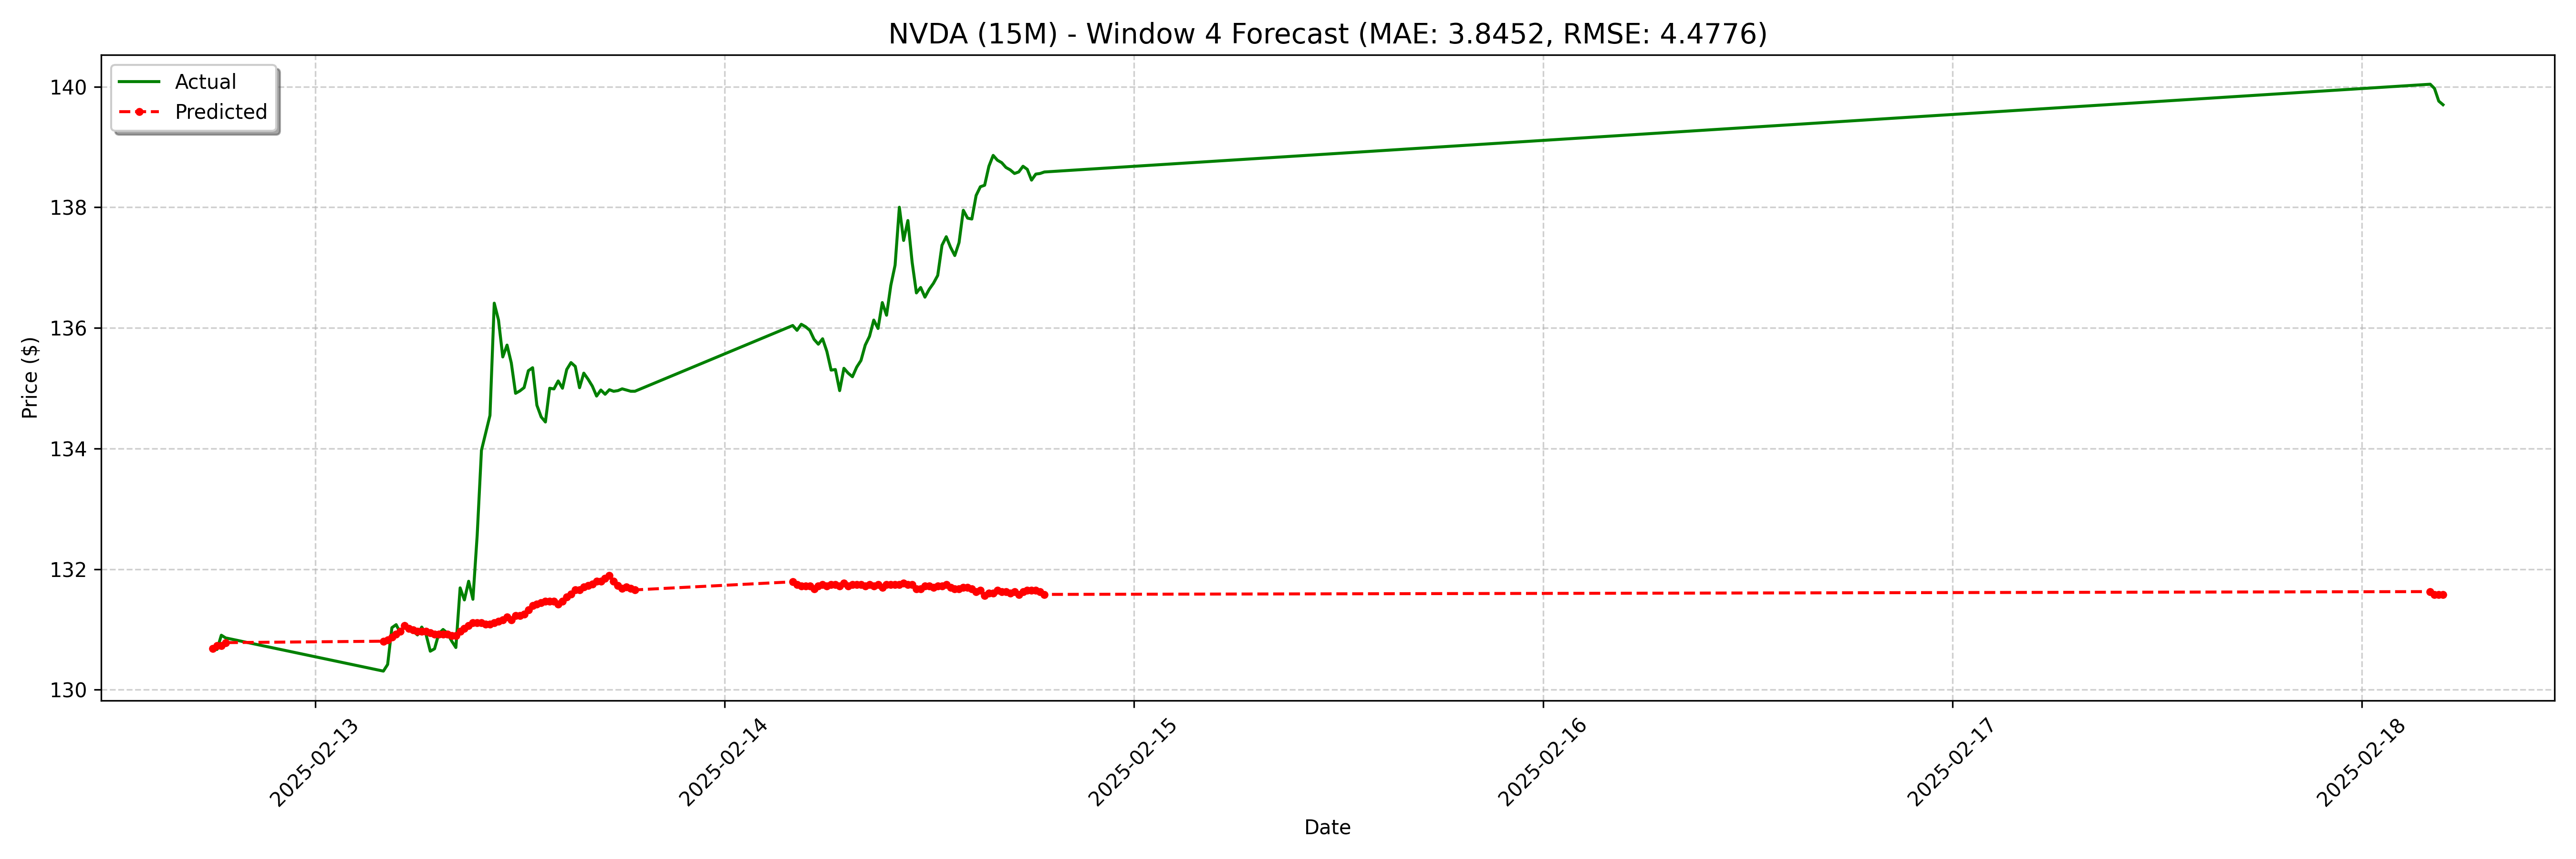 NVDA (15M) - Window 4 Forecast (MAE: 3.8452, RMSE: 4.4776)
Actual
Predicted
Price ($)
140
138
136
134
132
130
2025-02-13
2025-02-14
2025-02-15
2025-02-16
2025-02-17
2025-02-18
Date